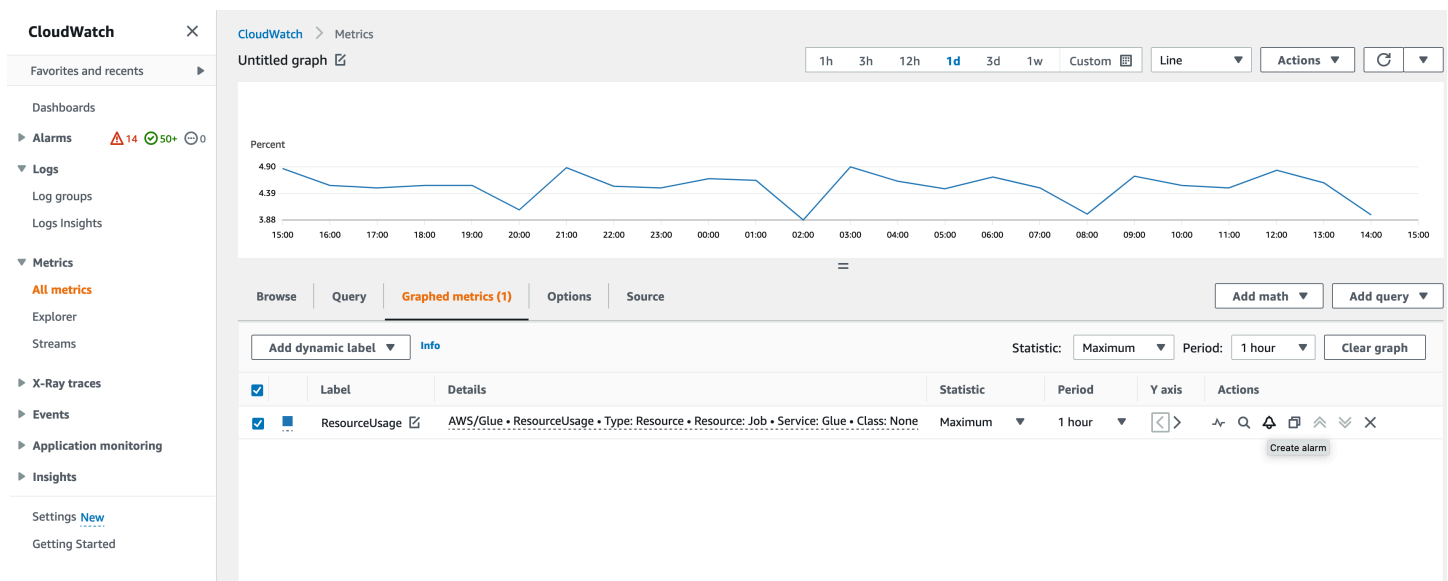 CloudWatch
Favorites and recents
Dashboards
Alarms 14 50+ 0
Logs
Log groups
Logs Insights
Metrics
All metrics
Explorer
Streams
X-Ray traces
Events
Application monitoring
Insights
Settings New
Getting Started
CloudWatch Metrics
Untitled graph
1h 3h 12h 1d 3d 1w Custom Line Actions
Percent
4.90
4.39
3.88
15:00 16:00 17:00 18:00 19:00 20:00 21:00 22:00 23:00 00:00 01:00 02:00 03:00 04:00 05:00 06:00 07:00 08:00 09:00 10:00 11:00 12:00 13:00 14:00 15:00
Browse Query Graphed metrics (1) Options Source Add math Add query
Add dynamic label Info Statistic: Maximum Period: 1 hour Clear graph
Label Details Statistic Period Y axis Actions
ResourceUsage AWS/Glue • ResourceUsage • Type: Resource • Resource: Job • Service: Glue • Class: None Maximum 1 hour
Create alarm